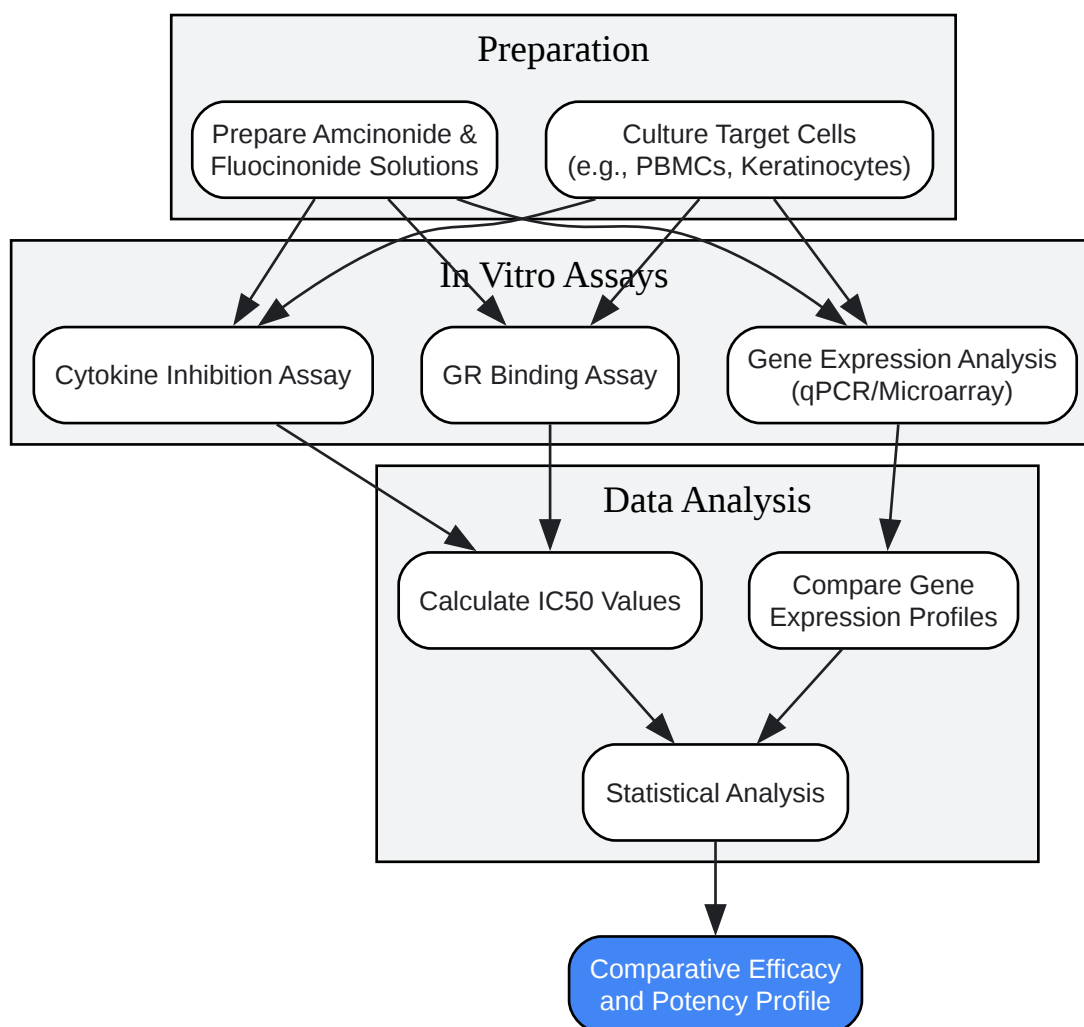 Preparation
Prepare Amcinonide &
Fluocinonide Solutions
Culture Target Cells
(e.g., PBMCs, Keratinocytes)
In Vitro Assays
Cytokine Inhibition Assay
GR Binding Assay
Gene Expression Analysis
(qPCR/Microarray)
Data Analysis
Calculate IC50 Values
Compare Gene
Expression Profiles
Statistical Analysis
Comparative Efficacy
and Potency Profile